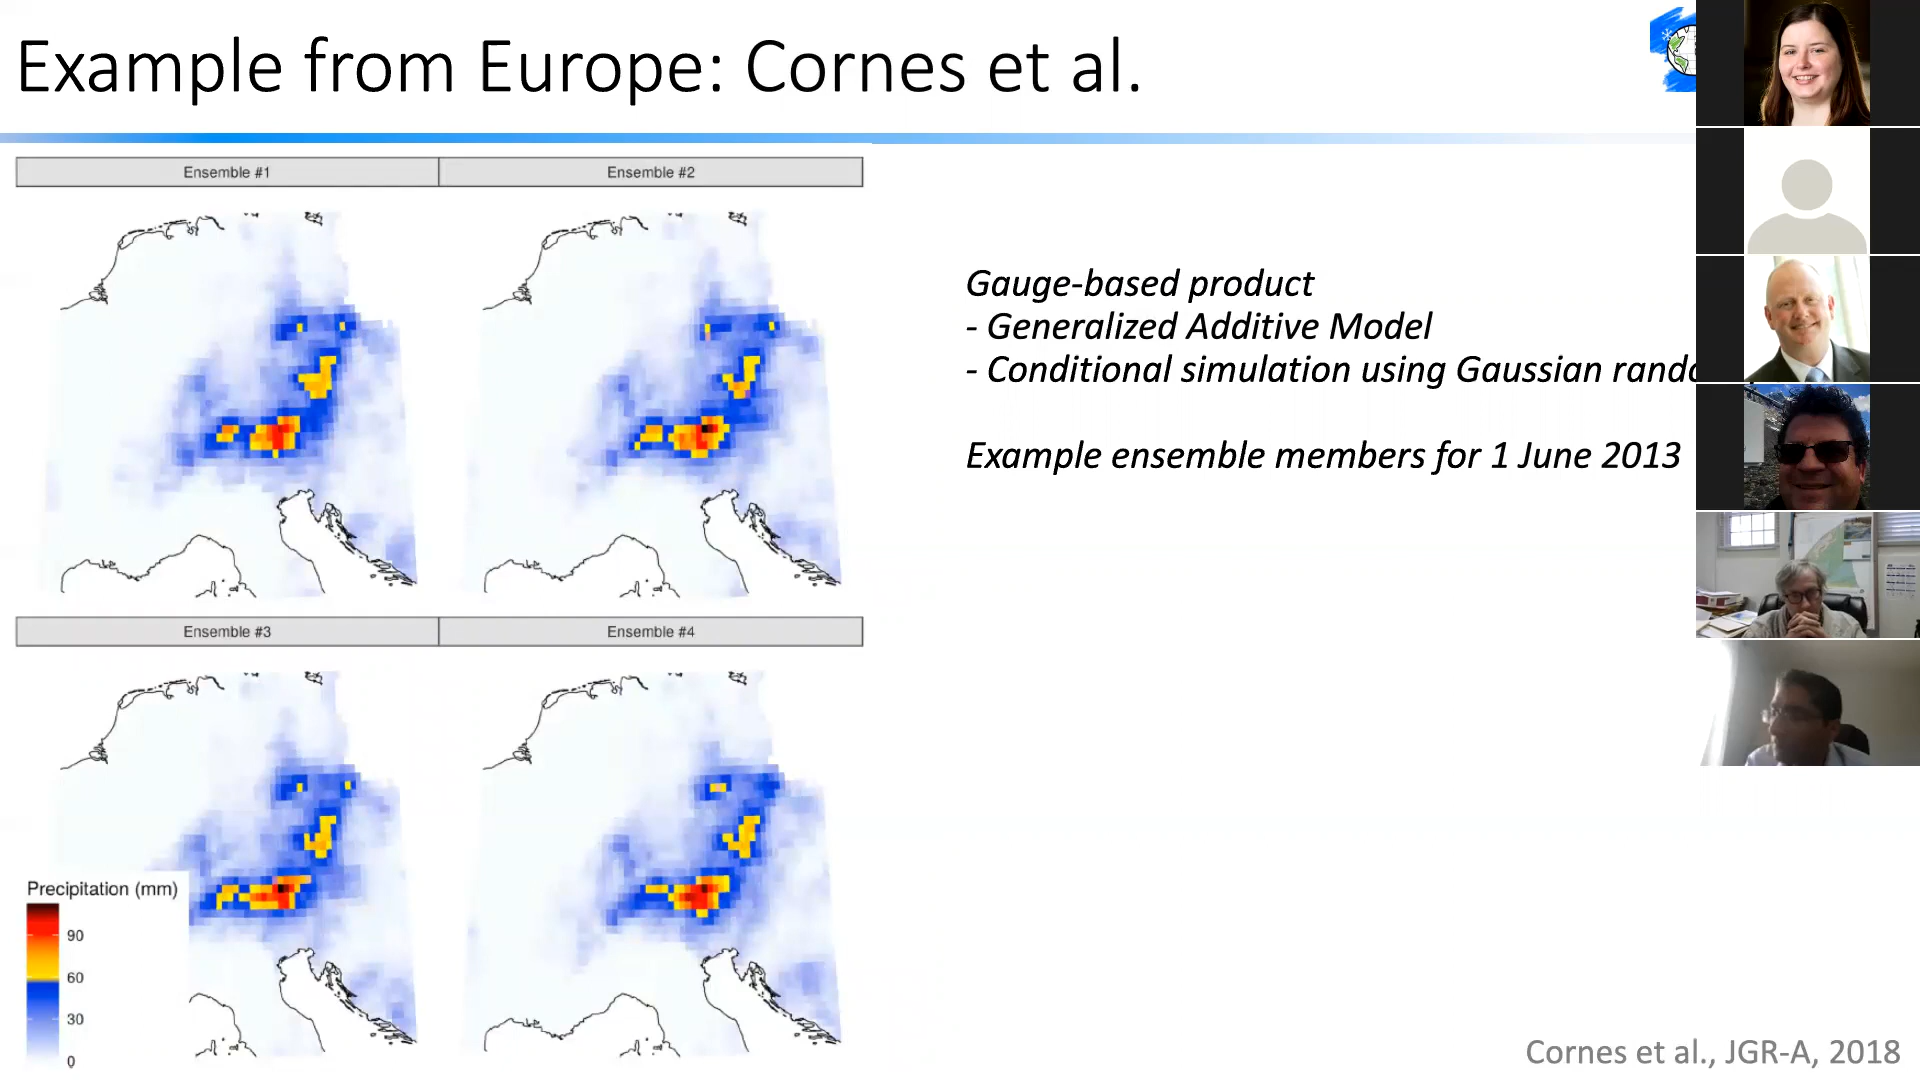 Example from Europe: Cornes et al.
Ensemble #1
Ensemble #2
Gauge-based product
- Generalized Additive Model
- Conditional simulation using Gaussian
Example ensemble members for 1 June 2013
Ensemble #3
Ensemble #4
Precipitation (mm)
90
60
30
0
Cornes et al., JGR-A, 2018